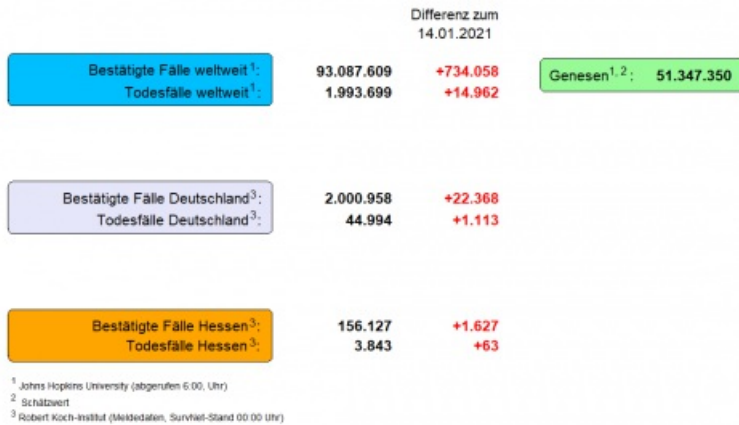 Differenz zum
14.01.2021
Bestätigte Fälle weltweit¹: 93.087.609 +734.058 Genesen¹,²: 51.347.350
Todesfälle weltweit¹: 1.993.699 +14.962
Bestätigte Fälle Deutschland³: 2.000.958 +22.368
Todesfälle Deutschland³: 44.994 +1.113
Bestätigte Fälle Hessen³: 156.127 +1.627
Todesfälle Hessen³: 3.843 +63
¹ Johns Hopkins University (abgerufen 6:00, Uhr)
² Schätzwert
³ Robert Koch-Institut (Meldedaten, SurvNet-Stand 00:00 Uhr)